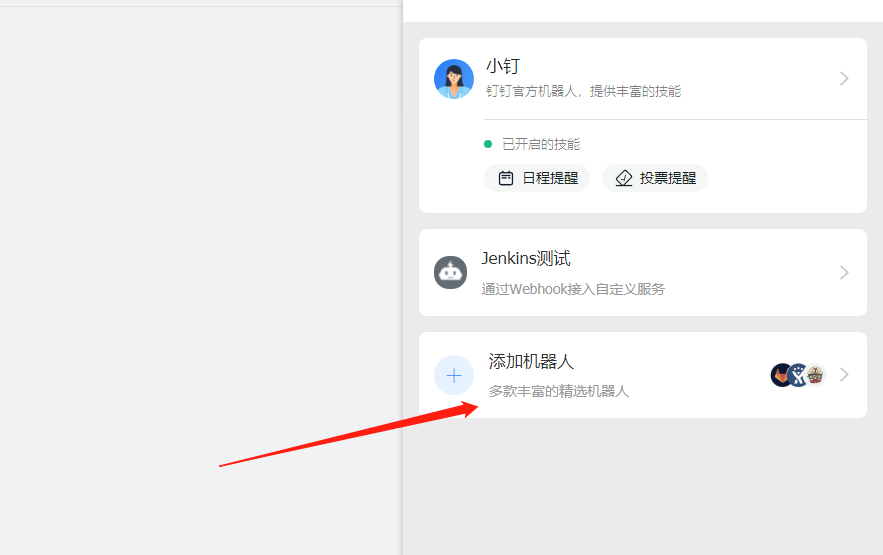 小钉
钉钉官方机器人，提供丰富的技能
已开启的技能
日程提醒 投票提醒
Jenkins测试
通过Webhook接入自定义服务
添加机器人
多款丰富的精选机器人